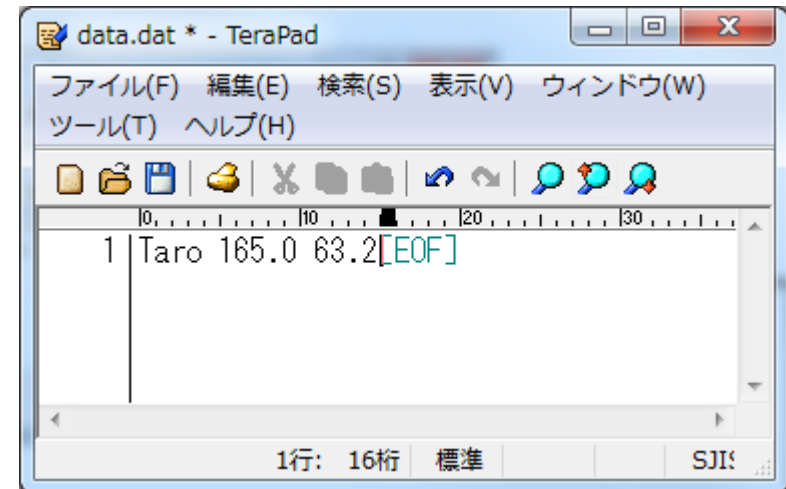 data.dat * - TeraPad
ファイル(F) 編集(E) 検索(S) 表示(V) ウィンドウ(W)
ツール(T) ヘルプ(H)
0 10 20 30
1 Taro 165.0 63.2[EOF]
1行: 16桁 標準 SJIS